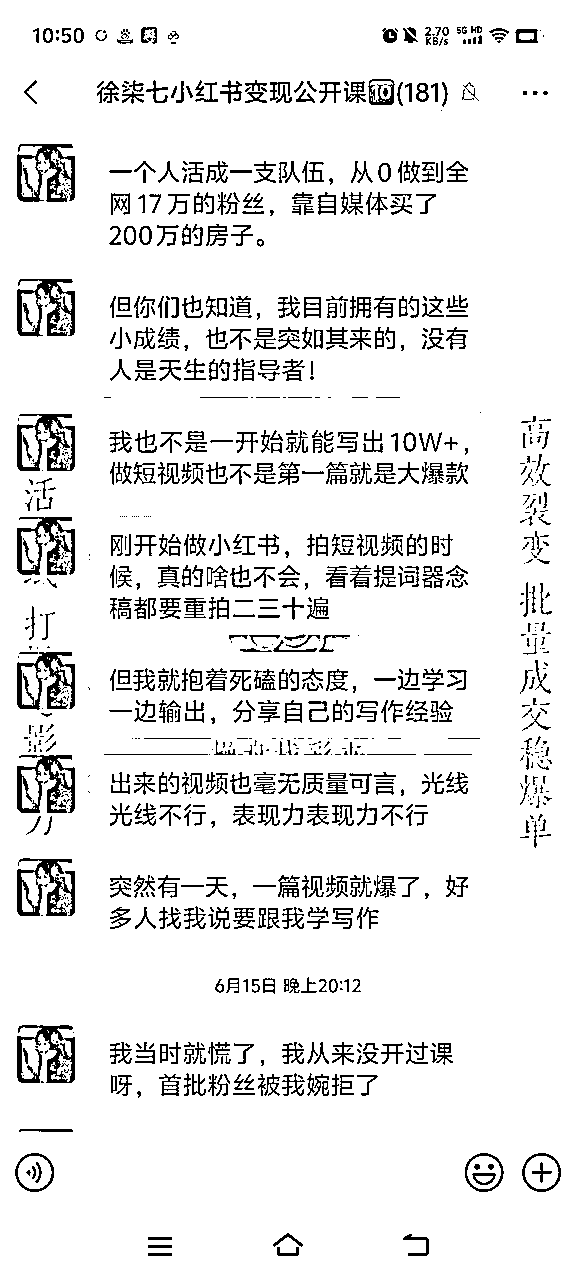 10:50
2.70 KB/s
5G HD
徐柒七小红书变现公开课🔟(181)
一个人活成一支队伍，从0做到全
网17万的粉丝，靠自媒体买了
200万的房子。
但你们也知道，我目前拥有的这些
小成绩，也不是突如其来的，没有
人是天生的指导者！
我也不是一开始就能写出10W+，
做短视频也不是第一篇就是大爆款
刚开始做小红书，拍短视频的时
候，真的啥也不会，看着提词器念
稿都要重拍二三十遍
但我就抱着死磕的态度，一边学习
一边输出，分享自己的写作经验
出来的视频也毫无质量可言，光线
光线不行，表现力表现力不行
突然有一天，一篇视频就爆了，好
多人找我说要跟我学写作
6月15日 晚上20:12
我当时就慌了，我从来没开过课
呀，首批粉丝被我婉拒了
活
打
影
力
高效裂变 批量成交稳爆单